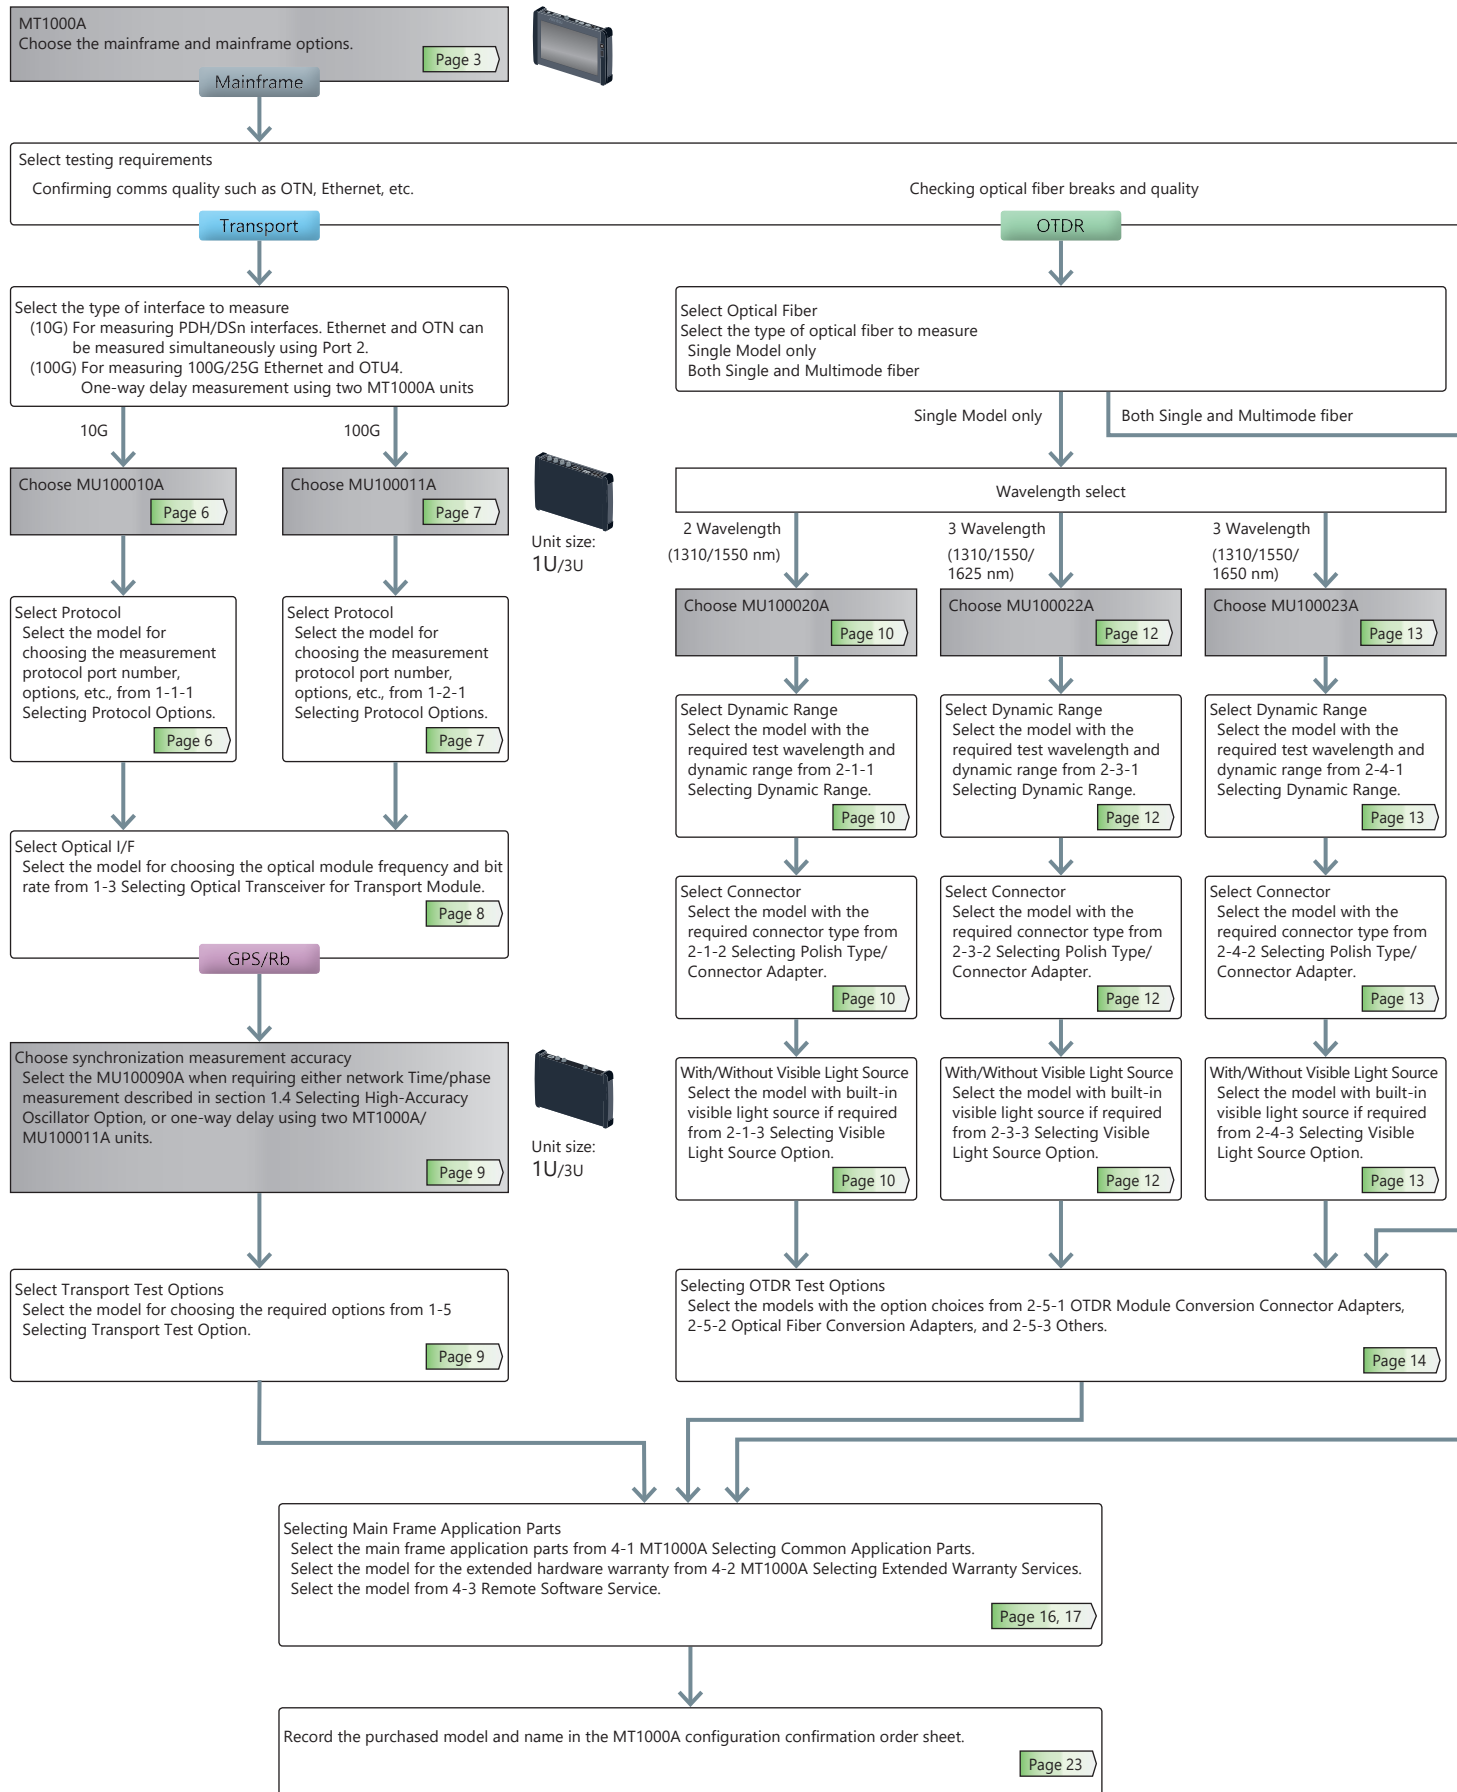 MT1000A
Choose the mainframe and mainframe options.
Page 3
Mainframe
Select testing requirements
Confirming comms quality such as OTN, Ethernet, etc.
Checking optical fiber breaks and quality
Transport
OTDR
Select the type of interface to measure
(10G) For measuring PDH/DSn interfaces. Ethernet and OTN can
be measured simultaneously using Port 2.
(100G) For measuring 100G/25G Ethernet and OTU4.
One-way delay measurement using two MT1000A units
10G
100G
Choose MU100010A
Page 6
Choose MU100011A
Page 7
Unit size:
1U/3U
Select Protocol
Select the model for
choosing the measurement
protocol port number,
options, etc., from 1-1-1
Selecting Protocol Options.
Page 6
Select Protocol
Select the model for
choosing the measurement
protocol port number,
options, etc., from 1-2-1
Selecting Protocol Options.
Page 7
Select Optical I/F
Select the model for choosing the optical module frequency and bit
rate from 1-3 Selecting Optical Transceiver for Transport Module.
Page 8
GPS/Rb
Choose synchronization measurement accuracy
Select the MU100090A when requiring either network Time/phase
measurement described in section 1.4 Selecting High-Accuracy
Oscillator Option, or one-way delay using two MT1000A/
MU100011A units.
Page 9
Unit size:
1U/3U
Select Transport Test Options
Select the model for choosing the required options from 1-5
Selecting Transport Test Option.
Page 9
Select Optical Fiber
Select the type of optical fiber to measure
Single Model only
Both Single and Multimode fiber
Single Model only
Both Single and Multimode fiber
Wavelength select
2 Wavelength
(1310/1550 nm)
3 Wavelength
(1310/1550/
1625 nm)
3 Wavelength
(1310/1550/
1650 nm)
Choose MU100020A
Page 10
Choose MU100022A
Page 12
Choose MU100023A
Page 13
Select Dynamic Range
Select the model with the
required test wavelength and
dynamic range from 2-1-1
Selecting Dynamic Range.
Page 10
Select Dynamic Range
Select the model with the
required test wavelength and
dynamic range from 2-3-1
Selecting Dynamic Range.
Page 12
Select Dynamic Range
Select the model with the
required test wavelength and
dynamic range from 2-4-1
Selecting Dynamic Range.
Page 13
Select Connector
Select the model with the
required connector type from
2-1-2 Selecting Polish Type/
Connector Adapter.
Page 10
Select Connector
Select the model with the
required connector type from
2-3-2 Selecting Polish Type/
Connector Adapter.
Page 12
Select Connector
Select the model with the
required connector type from
2-4-2 Selecting Polish Type/
Connector Adapter.
Page 13
With/Without Visible Light Source
Select the model with built-in
visible light source if required
from 2-1-3 Selecting Visible
Light Source Option.
Page 10
With/Without Visible Light Source
Select the model with built-in
visible light source if required
from 2-3-3 Selecting Visible
Light Source Option.
Page 12
With/Without Visible Light Source
Select the model with built-in
visible light source if required
from 2-4-3 Selecting Visible
Light Source Option.
Page 13
Selecting OTDR Test Options
Select the models with the option choices from 2-5-1 OTDR Module Conversion Connector Adapters,
2-5-2 Optical Fiber Conversion Adapters, and 2-5-3 Others.
Page 14
Selecting Main Frame Application Parts
Select the main frame application parts from 4-1 MT1000A Selecting Common Application Parts.
Select the model for the extended hardware warranty from 4-2 MT1000A Selecting Extended Warranty Services.
Select the model from 4-3 Remote Software Service.
Page 16, 17
Record the purchased model and name in the MT1000A configuration confirmation order sheet.
Page 23